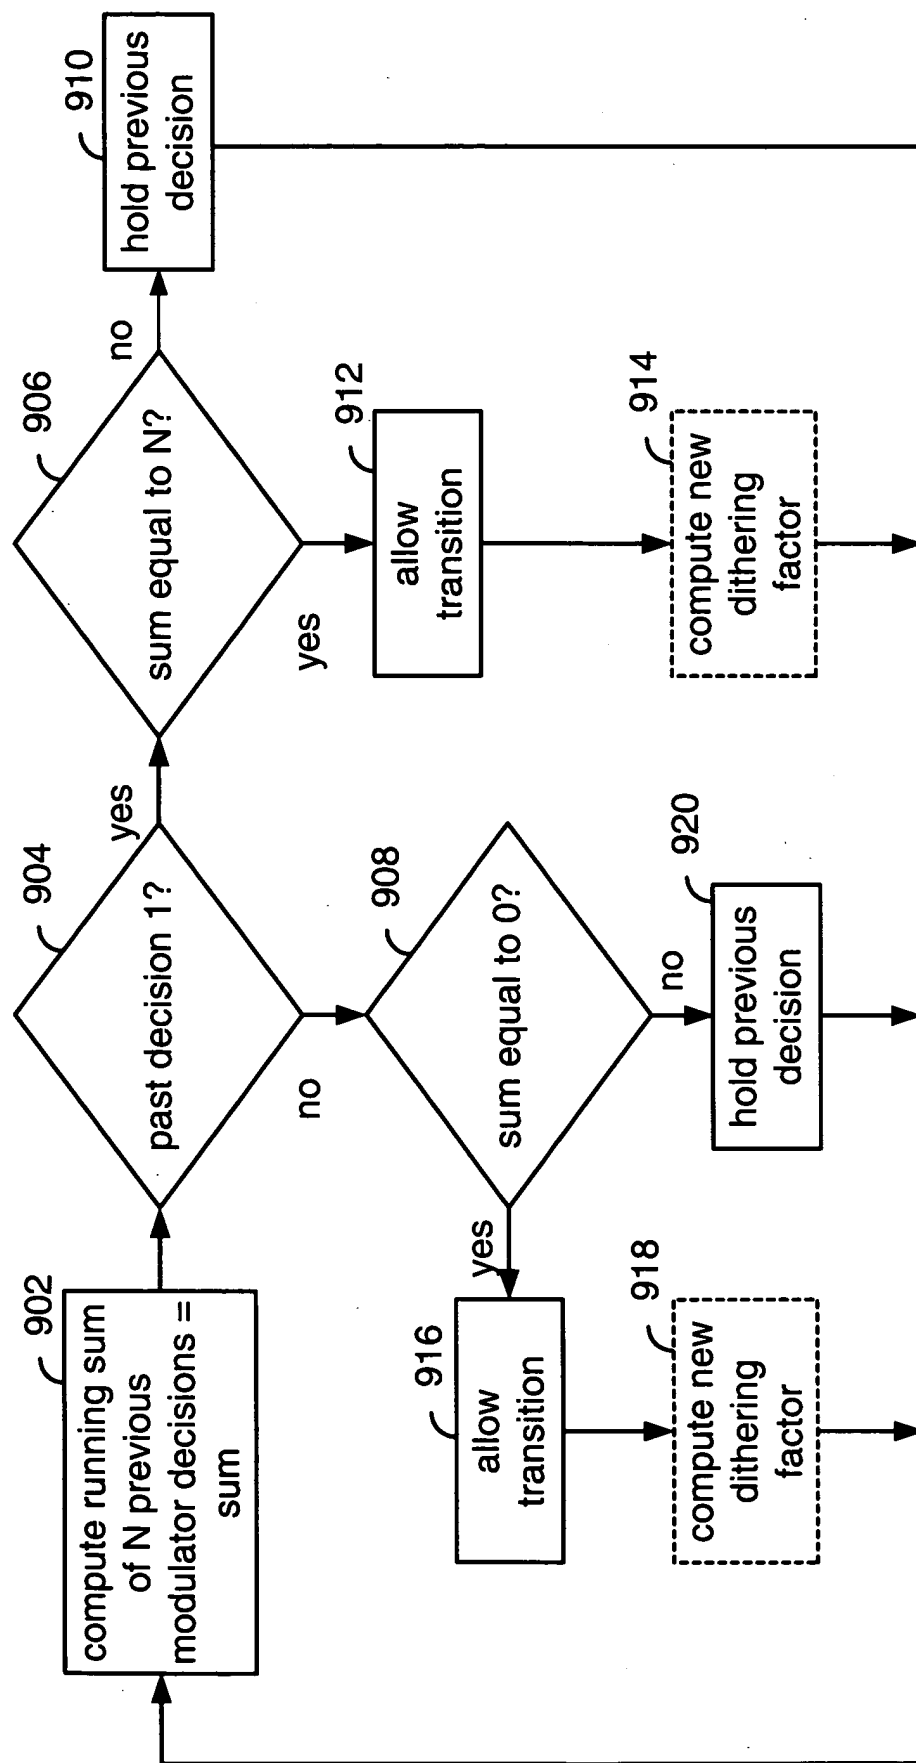 902
compute running sum
of N previous
modulator decisions =
sum
904
past decision 1?
yes
no
906
sum equal to N?
no
yes
910
hold previous
decision
908
sum equal to 0?
yes
no
912
allow
transition
914
compute new
dithering
factor
916
allow
transition
918
compute new
dithering
factor
920
hold previous
decision